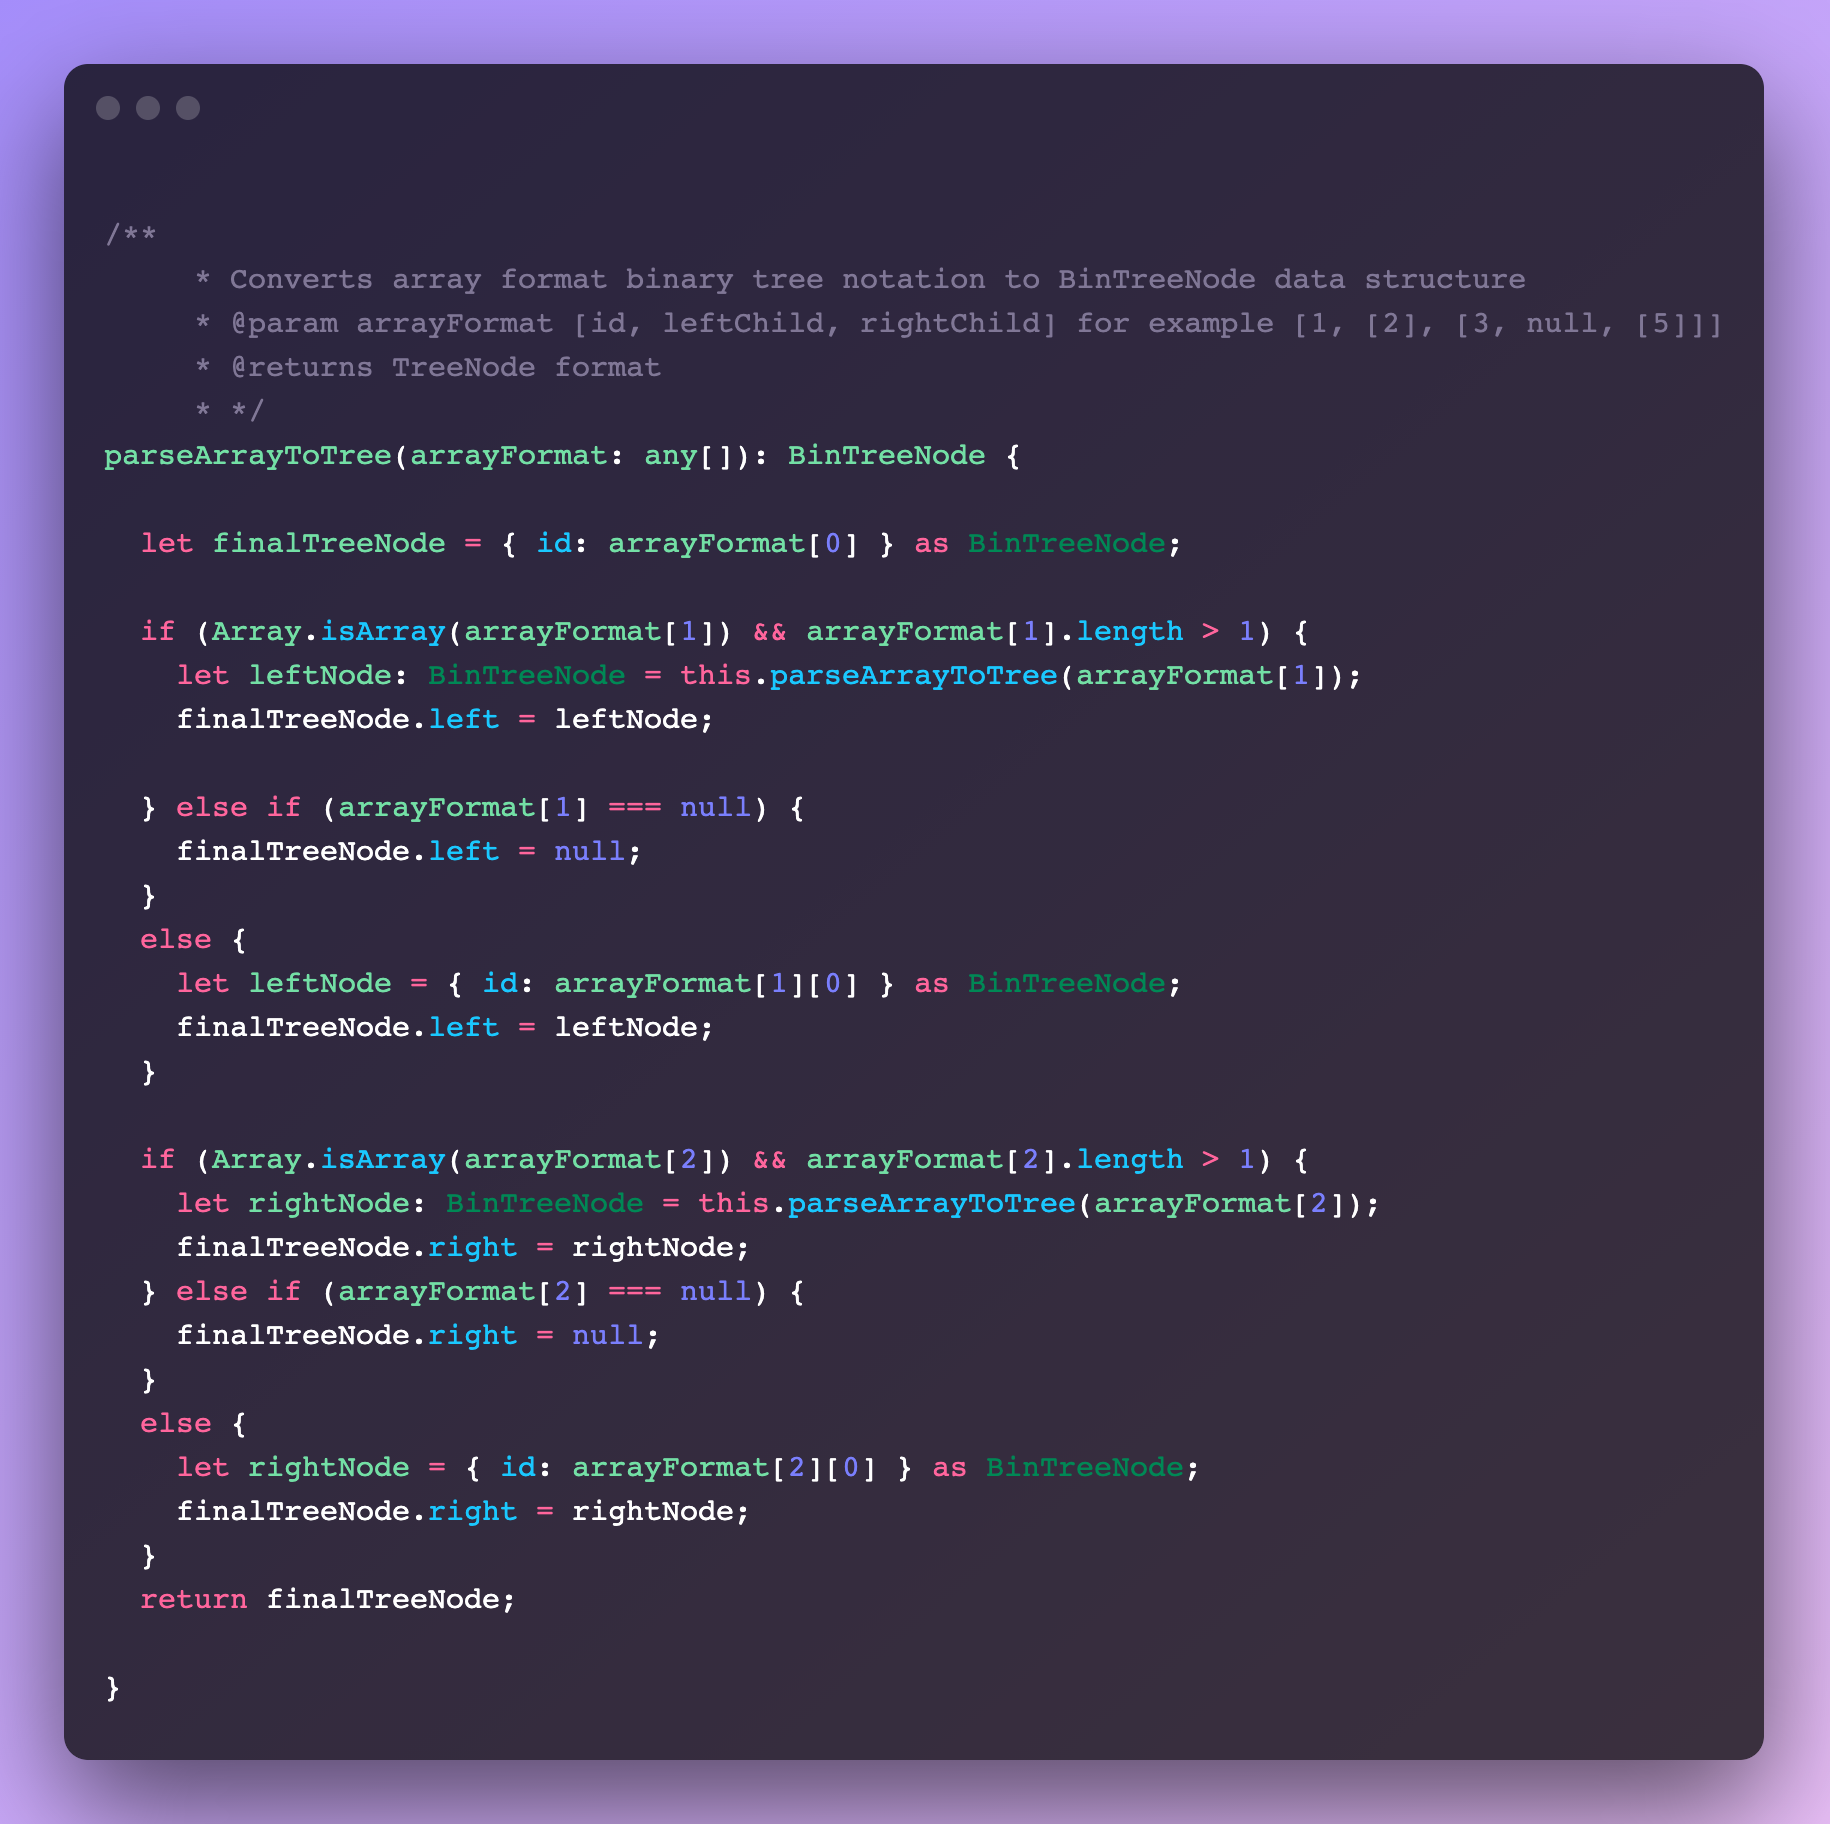 /**
     * Converts array format binary tree notation to BinTreeNode data structure
     * @param arrayFormat [id, leftChild, rightChild] for example [1, [2], [3, null, [5]]]
     * @returns TreeNode format
     * */
parseArrayToTree(arrayFormat: any[]): BinTreeNode {

  let finalTreeNode = { id: arrayFormat[0] } as BinTreeNode;

  if (Array.isArray(arrayFormat[1]) && arrayFormat[1].length > 1) {
    let leftNode: BinTreeNode = this.parseArrayToTree(arrayFormat[1]);
    finalTreeNode.left = leftNode;

  } else if (arrayFormat[1] === null) {
    finalTreeNode.left = null;
  }
  else {
    let leftNode = { id: arrayFormat[1][0] } as BinTreeNode;
    finalTreeNode.left = leftNode;
  }

  if (Array.isArray(arrayFormat[2]) && arrayFormat[2].length > 1) {
    let rightNode: BinTreeNode = this.parseArrayToTree(arrayFormat[2]);
    finalTreeNode.right = rightNode;
  } else if (arrayFormat[2] === null) {
    finalTreeNode.right = null;
  }
  else {
    let rightNode = { id: arrayFormat[2][0] } as BinTreeNode;
    finalTreeNode.right = rightNode;
  }
  return finalTreeNode;

}